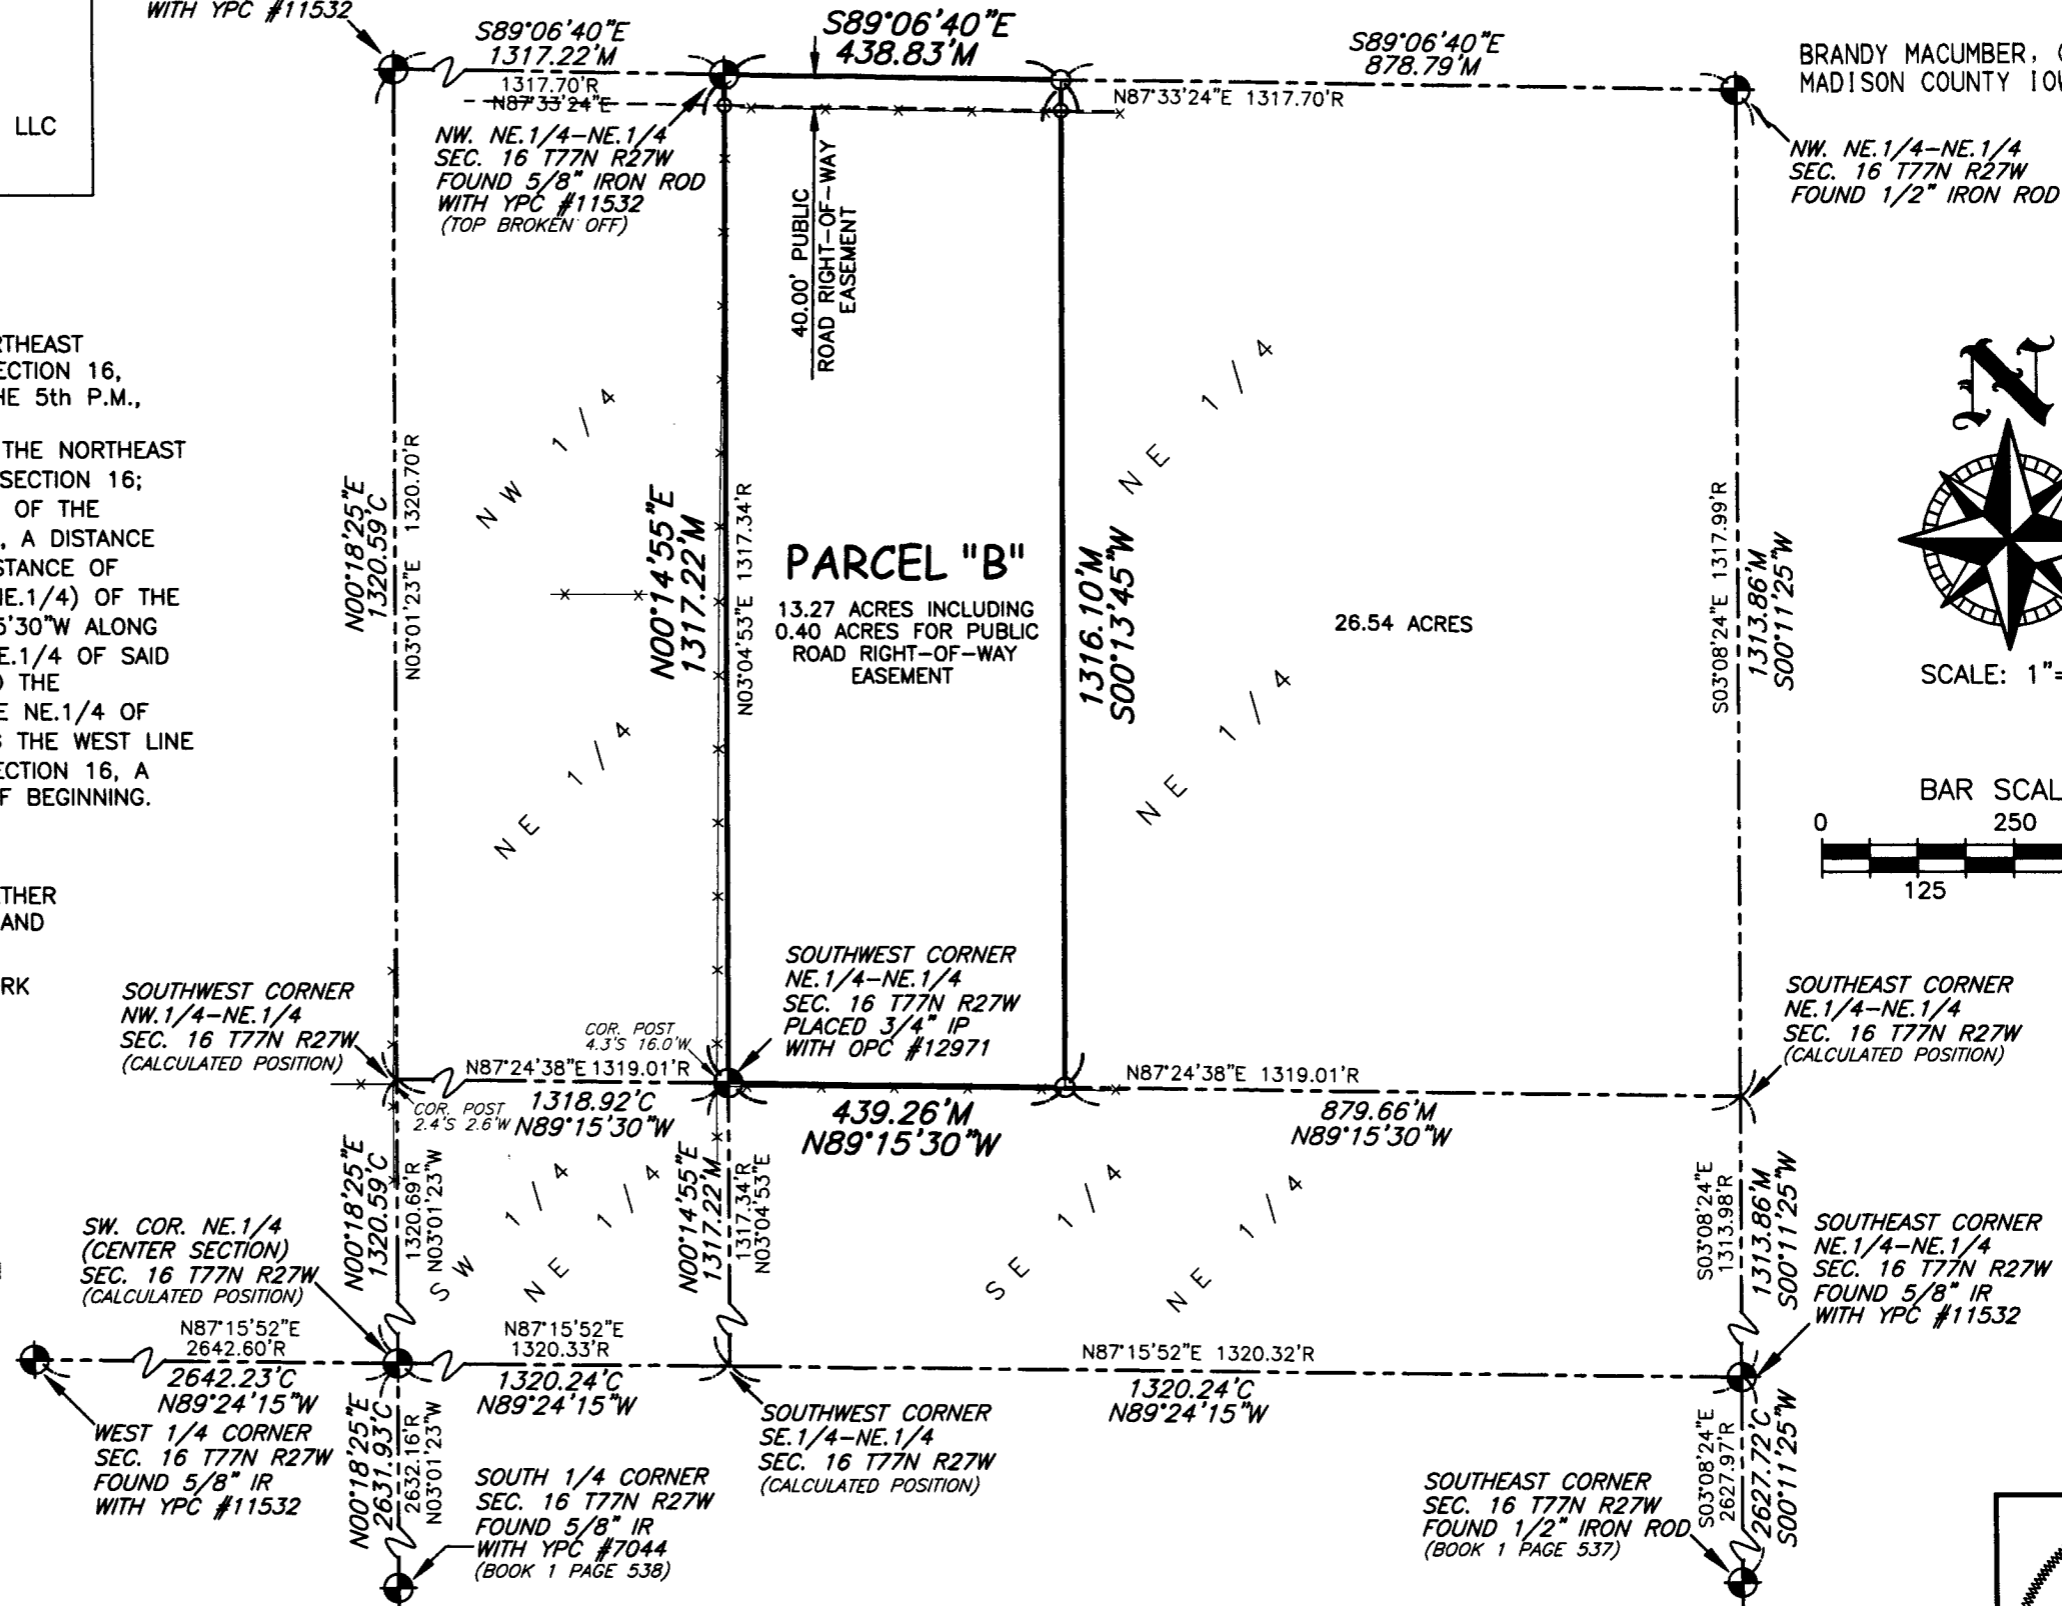 WITH YPC #11532
LLC
S89°06'40"E
1317.22'M
1317.70'R
N87°33'24"E
S89°06'40"E
438.83'M
S89°06'40"E
878.79'M
N87°33'24"E 1317.70'R
BRANDY MACUMBER,
MADISON COUNTY
NW. NE.1/4-NE.1/4
SEC. 16 T77N R27W
FOUND 5/8" IRON ROD
WITH YPC #11532
(TOP BROKEN OFF)
NW. NE.1/4-NE.1/4
SEC. 16 T77N R27W
FOUND 1/2" IRON ROD
40.00' PUBLIC
ROAD RIGHT-OF-WAY
EASEMENT
RTHEAST
ECTION 16,
HE 5th P.M.,
THE NORTHEAST
SECTION 16;
OF THE
, A DISTANCE
STANCE OF
NE.1/4) OF THE
5'30"W ALONG
E.1/4 OF SAID
THE
E NE.1/4 OF
S THE WEST LINE
ECTION 16, A
F BEGINNING.
THER
AND
RK
N00°18'25"E
1320.59'C
N03°01'23"E 1320.70'R
NW 1/4
NE 1/4
N00°14'55"E
1317.22'M
N03°04'53"E 1317.34'R
PARCEL "B"
13.27 ACRES INCLUDING
0.40 ACRES FOR PUBLIC
ROAD RIGHT-OF-WAY
EASEMENT
1316.10'M
S00°13'45"W
NE 1/4
NE 1/4
26.54 ACRES
S03°08'24"E 1317.99'R
1313.86'M
S00°11'25"W
N
SCALE: 1"=
BAR SCAL
0 250
125
SOUTHWEST CORNER
NW.1/4-NE.1/4
SEC. 16 T77N R27W
(CALCULATED POSITION)
COR. POST
4.3'S 16.0'W
SOUTHWEST CORNER
NE.1/4-NE.1/4
SEC. 16 T77N R27W
PLACED 3/4" IP
WITH OPC #12971
SOUTHEAST CORNER
NE.1/4-NE.1/4
SEC. 16 T77N R27W
(CALCULATED POSITION)
N87°24'38"E 1319.01'R
COR. POST
2.4'S 2.6'W
1318.92'C
N89°15'30"W
439.26'M
N89°15'30"W
N87°24'38"E 1319.01'R
879.66'M
N89°15'30"W
N00°18'25"E
1320.59'C
1320.69'R
N03°01'23"W
SW 1/4
NE 1/4
N00°14'55"E
1317.22'M
1317.34'R
N03°04'53"E
SE 1/4
NE 1/4
S03°08'24"E
1313.98'R
1313.86'M
S00°11'25"W
SW. COR. NE.1/4
(CENTER SECTION)
SEC. 16 T77N R27W
(CALCULATED POSITION)
SOUTHEAST CORNER
NE.1/4-NE.1/4
SEC. 16 T77N R27W
FOUND 5/8" IR
WITH YPC #11532
N87°15'52"E
2642.60'R
2642.23'C
N89°24'15"W
N87°15'52"E
1320.33'R
1320.24'C
N89°24'15"W
N87°15'52"E 1320.32'R
1320.24'C
N89°24'15"W
WEST 1/4 CORNER
SEC. 16 T77N R27W
FOUND 5/8" IR
WITH YPC #11532
N00°18'25"E
2631.93'C
2632.16'R
N03°01'23"W
SOUTH 1/4 CORNER
SEC. 16 T77N R27W
FOUND 5/8" IR
WITH YPC #7044
(BOOK 1 PAGE 538)
SOUTHWEST CORNER
SE.1/4-NE.1/4
SEC. 16 T77N R27W
(CALCULATED POSITION)
SOUTHEAST CORNER
SEC. 16 T77N R27W
FOUND 1/2" IRON ROD
(BOOK 1 PAGE 537)
S03°08'24"E
2627.97'R
2627.72'C
S00°11'25"W